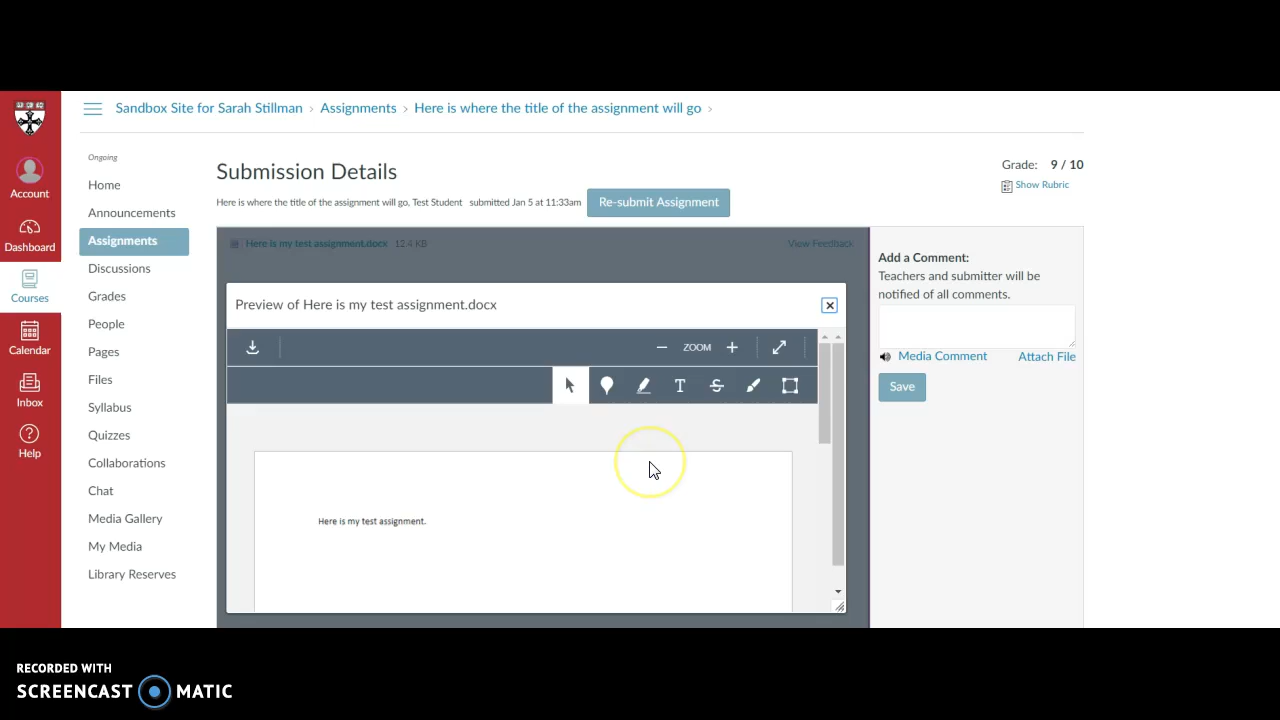 Sandbox Site for Sarah Stillman > Assignments > Here is where the title of the assignment will go >
Account
Dashboard
Courses
Calendar
Inbox
Help
Ongoing
Home
Announcements
Assignments
Discussions
Grades
People
Pages
Files
Syllabus
Quizzes
Collaborations
Chat
Media Gallery
My Media
Library Reserves
Submission Details
Here is where the title of the assignment will go, Test Student submitted Jan 5 at 11:33am
Re-submit Assignment
Grade: 9 / 10
Show Rubric
Here is my test assignment.docx 12.4 KB
View Feedback
Preview of Here is my test assignment.docx
ZOOM
T
S
Here is my test assignment.
Add a Comment:
Teachers and submitter will be
notified of all comments.
Media Comment Attach File
Save
RECORDED WITH
SCREENCAST MATIC